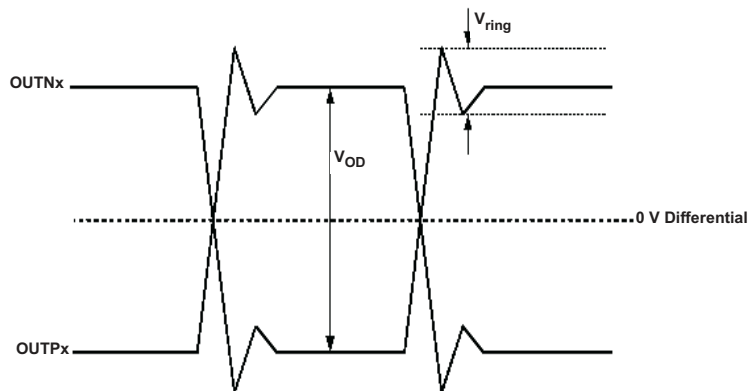 Vring
OUTNx
VOD
0 V Differential
OUTPx